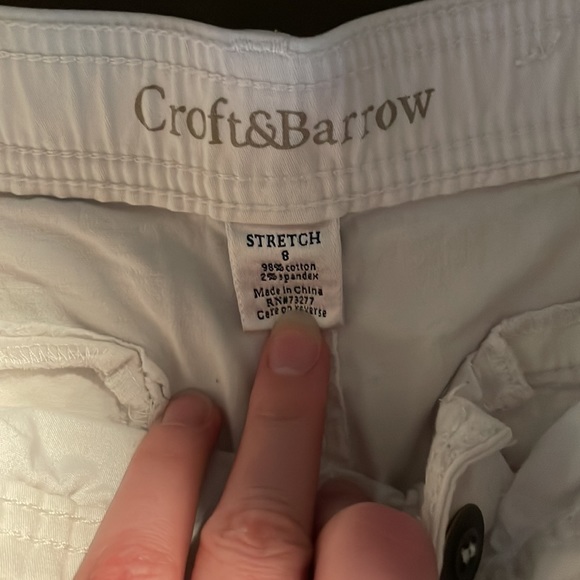 Croft&Barrow
STRETCH
8
98% cotton
2% spandex
Made in China
RN#73277
Care on reverse